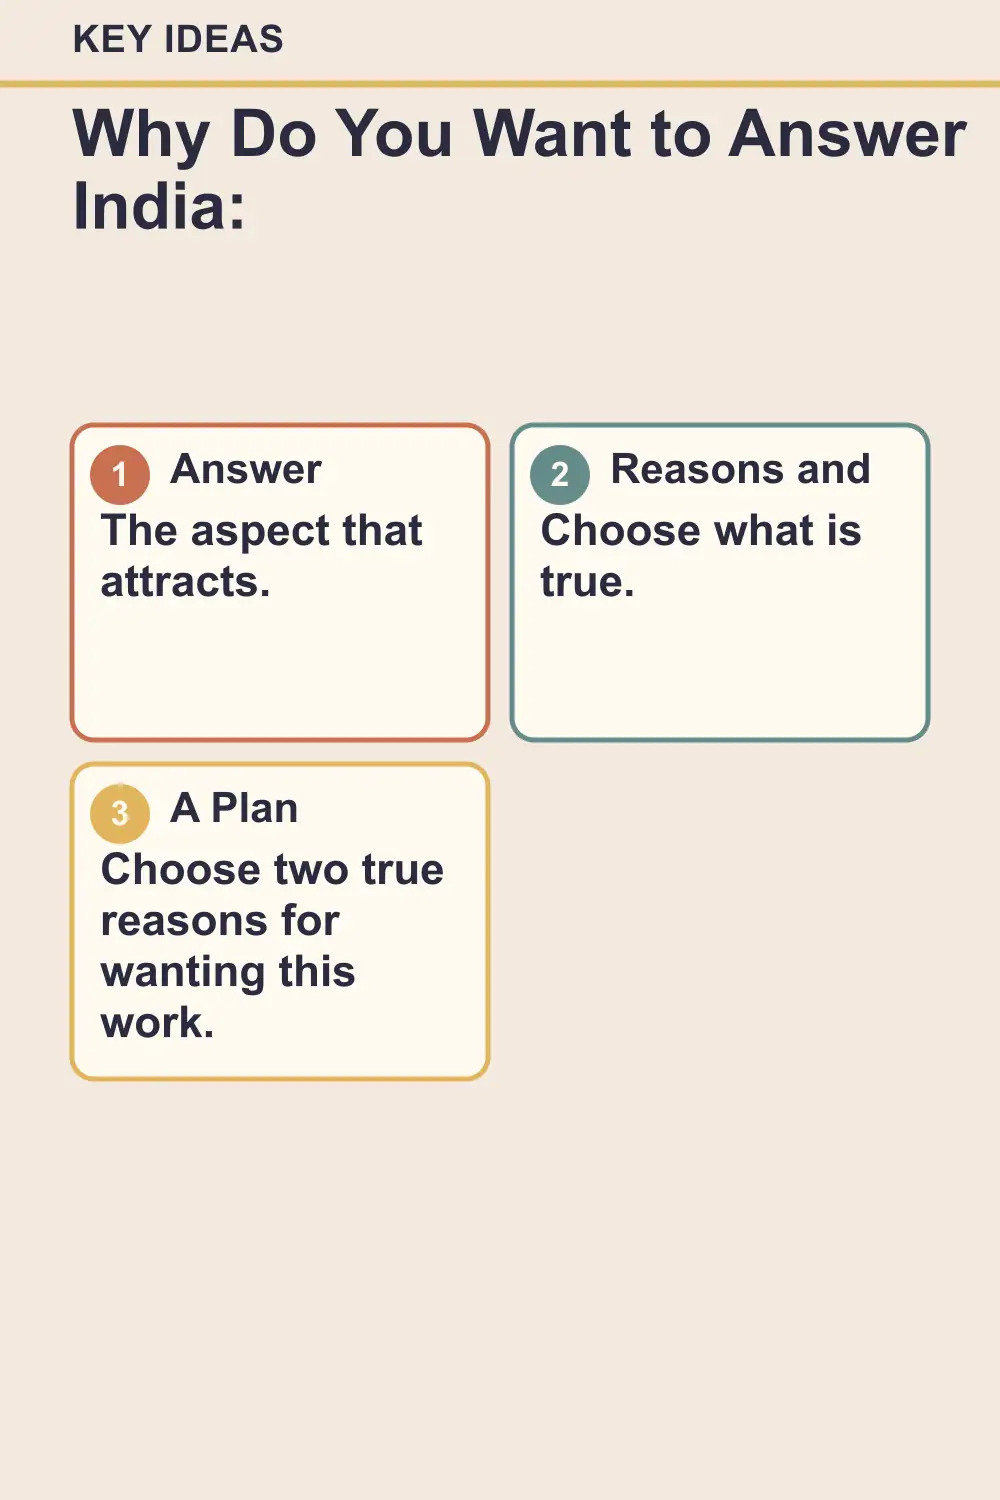 KEY IDEAS
Why Do You Want to Answer
India:
1 Answer
The aspect that
attracts.
2 Reasons and
Choose what is
true.
3 A Plan
Choose two true
reasons for
wanting this
work.